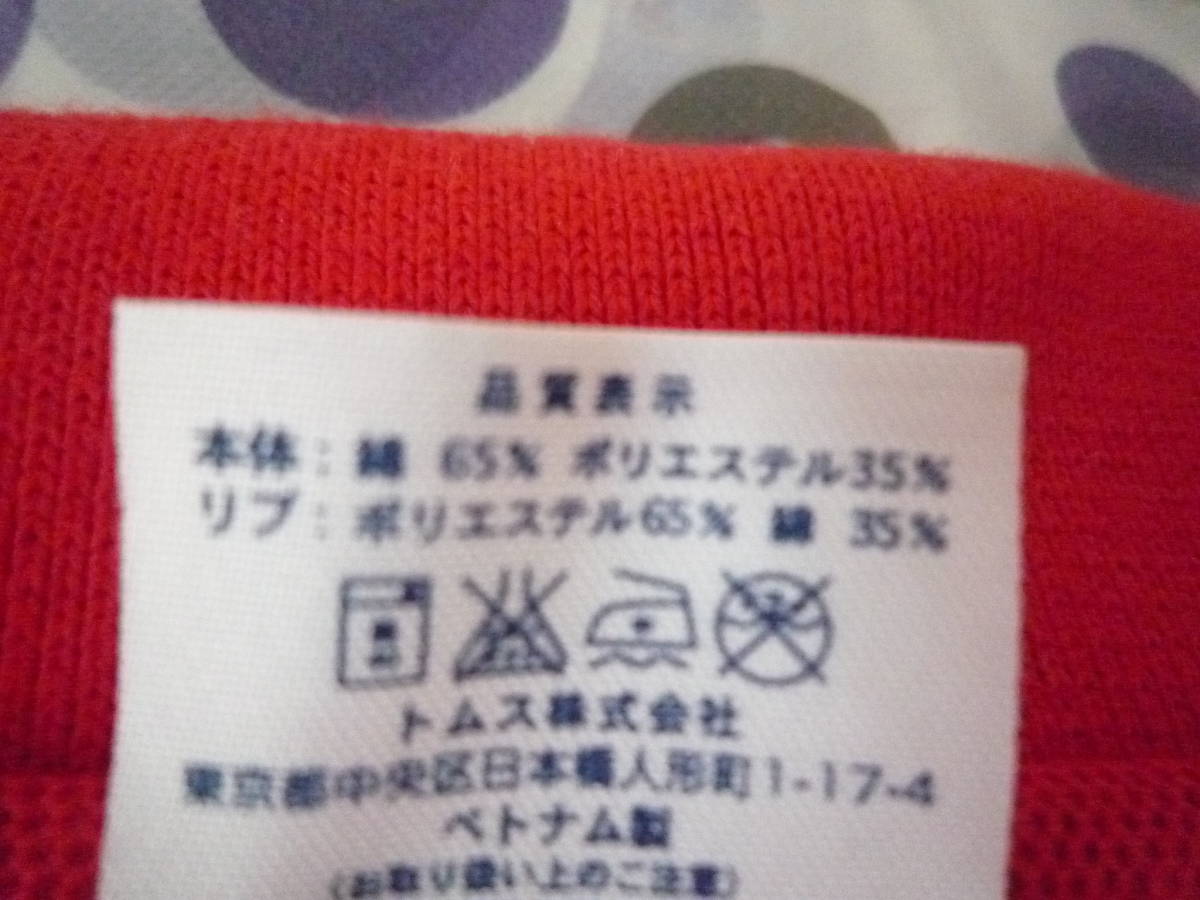 品質表示
本体：綿 65% ポリエステル35%
リブ：ポリエステル65% 綿 35%
トムス株式会社
東京都中央区日本橋人形町1-17-4
ベトナム製
(お取り扱い上のご注意)